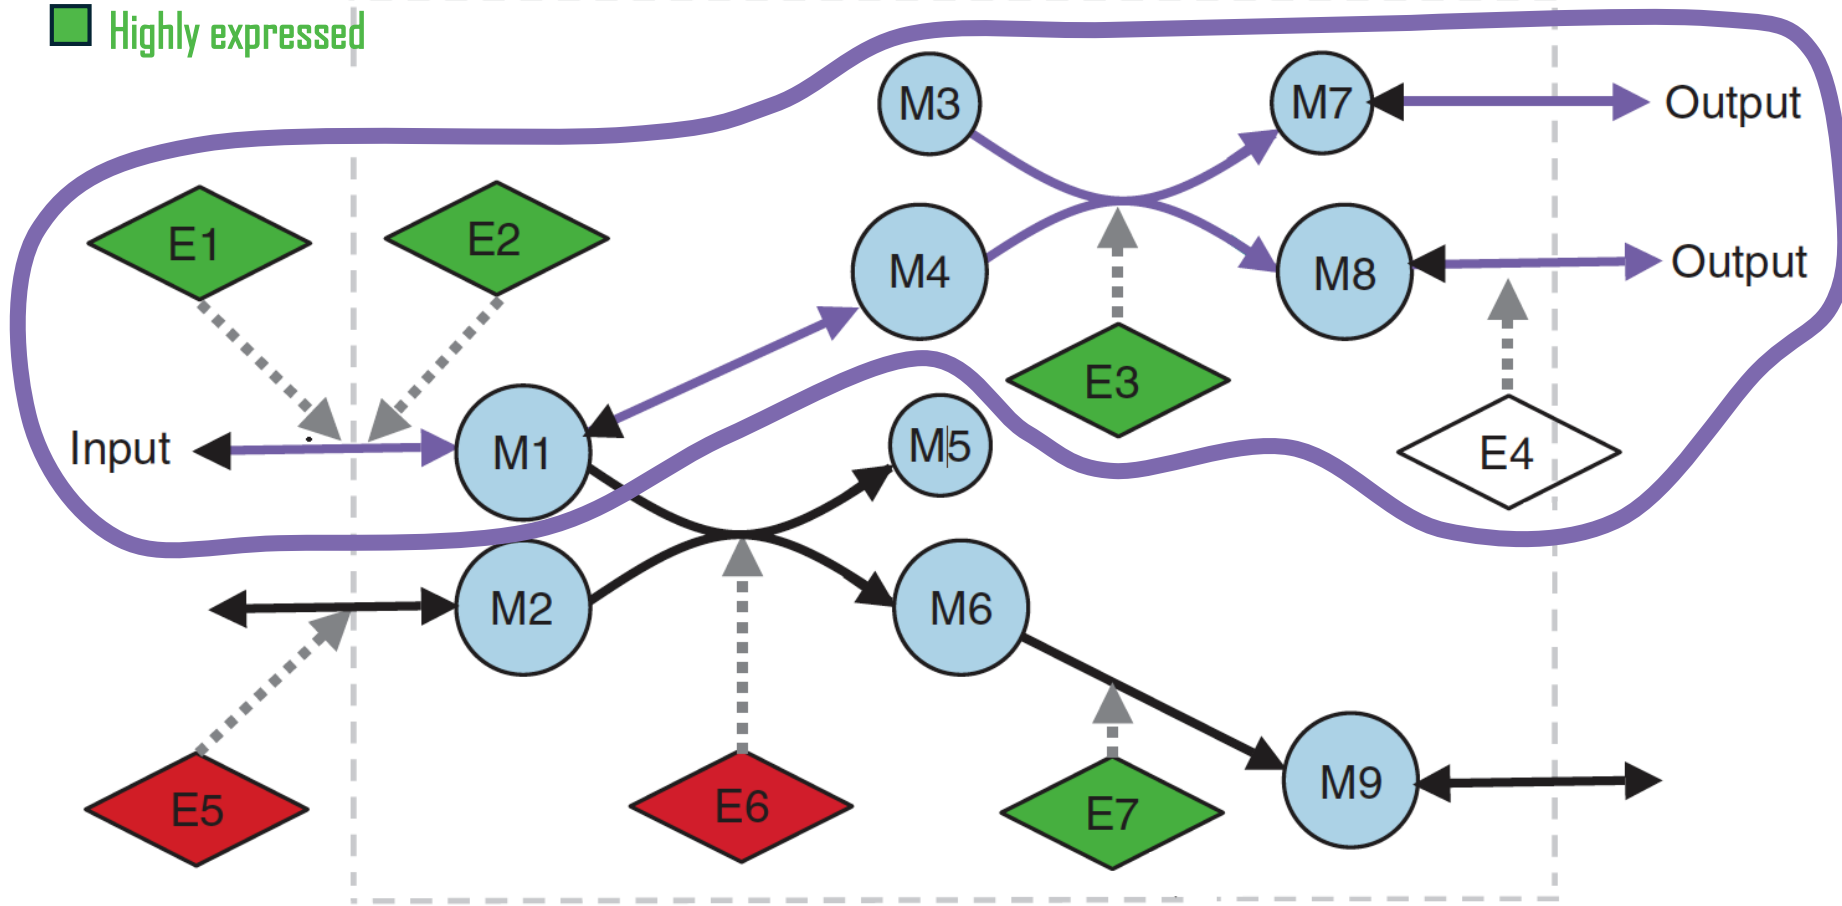 Highly expressed
M3
M7
Output
E1
E2
M4
M8
Output
E3
Input
M1
M5
E4
M2
M6
E5
E6
E7
M9